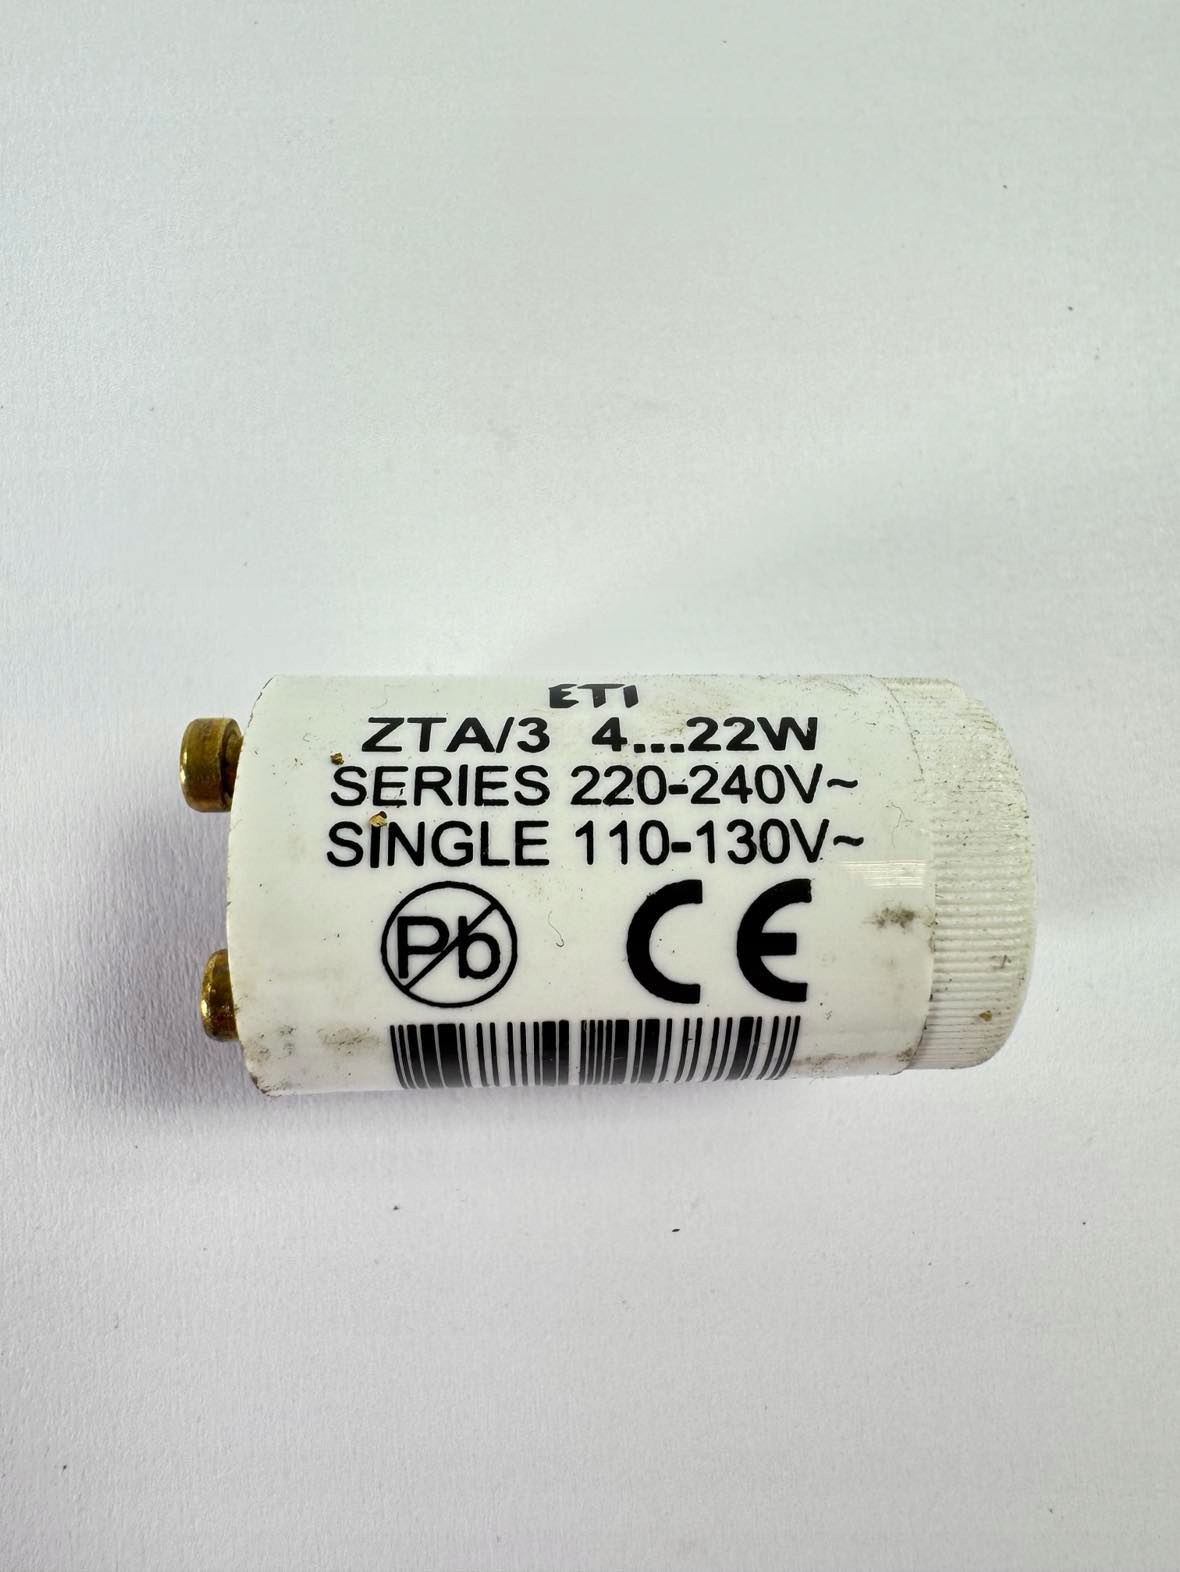 ETI
ZTA/3 4...22W
SERIES 220-240V~
SINGLE 110-130V~
Pb CE